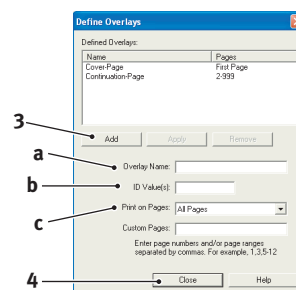 Define Overlays
Defined Overlays:
Name Pages
Cover-Page First Page
Continuation-Page 2-999
3
Add Apply Remove
a Overlay Name:
b ID Value(s):
c Print on Pages: All Pages
Custom Pages:
Enter page numbers and/or page ranges
separated by commas. For example, 1,3,5-12
4 Close Help